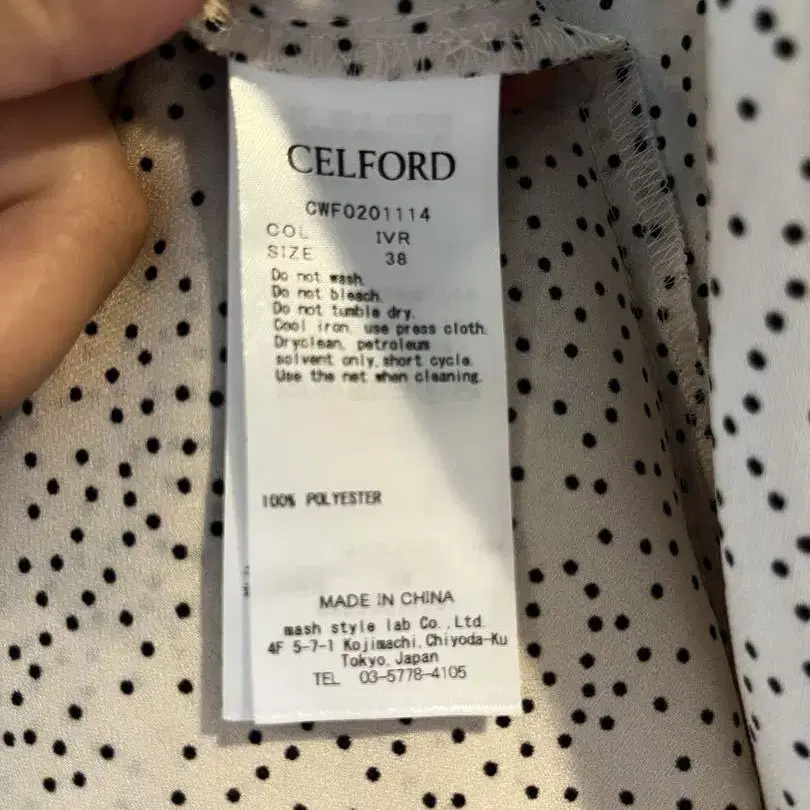 CELFORD
CWF0201114
COL IVR
SIZE 38
Do not wash.
Do not bleach.
Do not tumble dry.
Cool iron. use press cloth.
Dryclean, petroleum
solvent only, short cycle.
Use the net when cleaning.
100% POLYESTER
MADE IN CHINA
mash style lab Co., Ltd.
4F 5-7-1 Kojimachi, Chiyoda-Ku
Tokyo, Japan
TEL 03-5778-4105